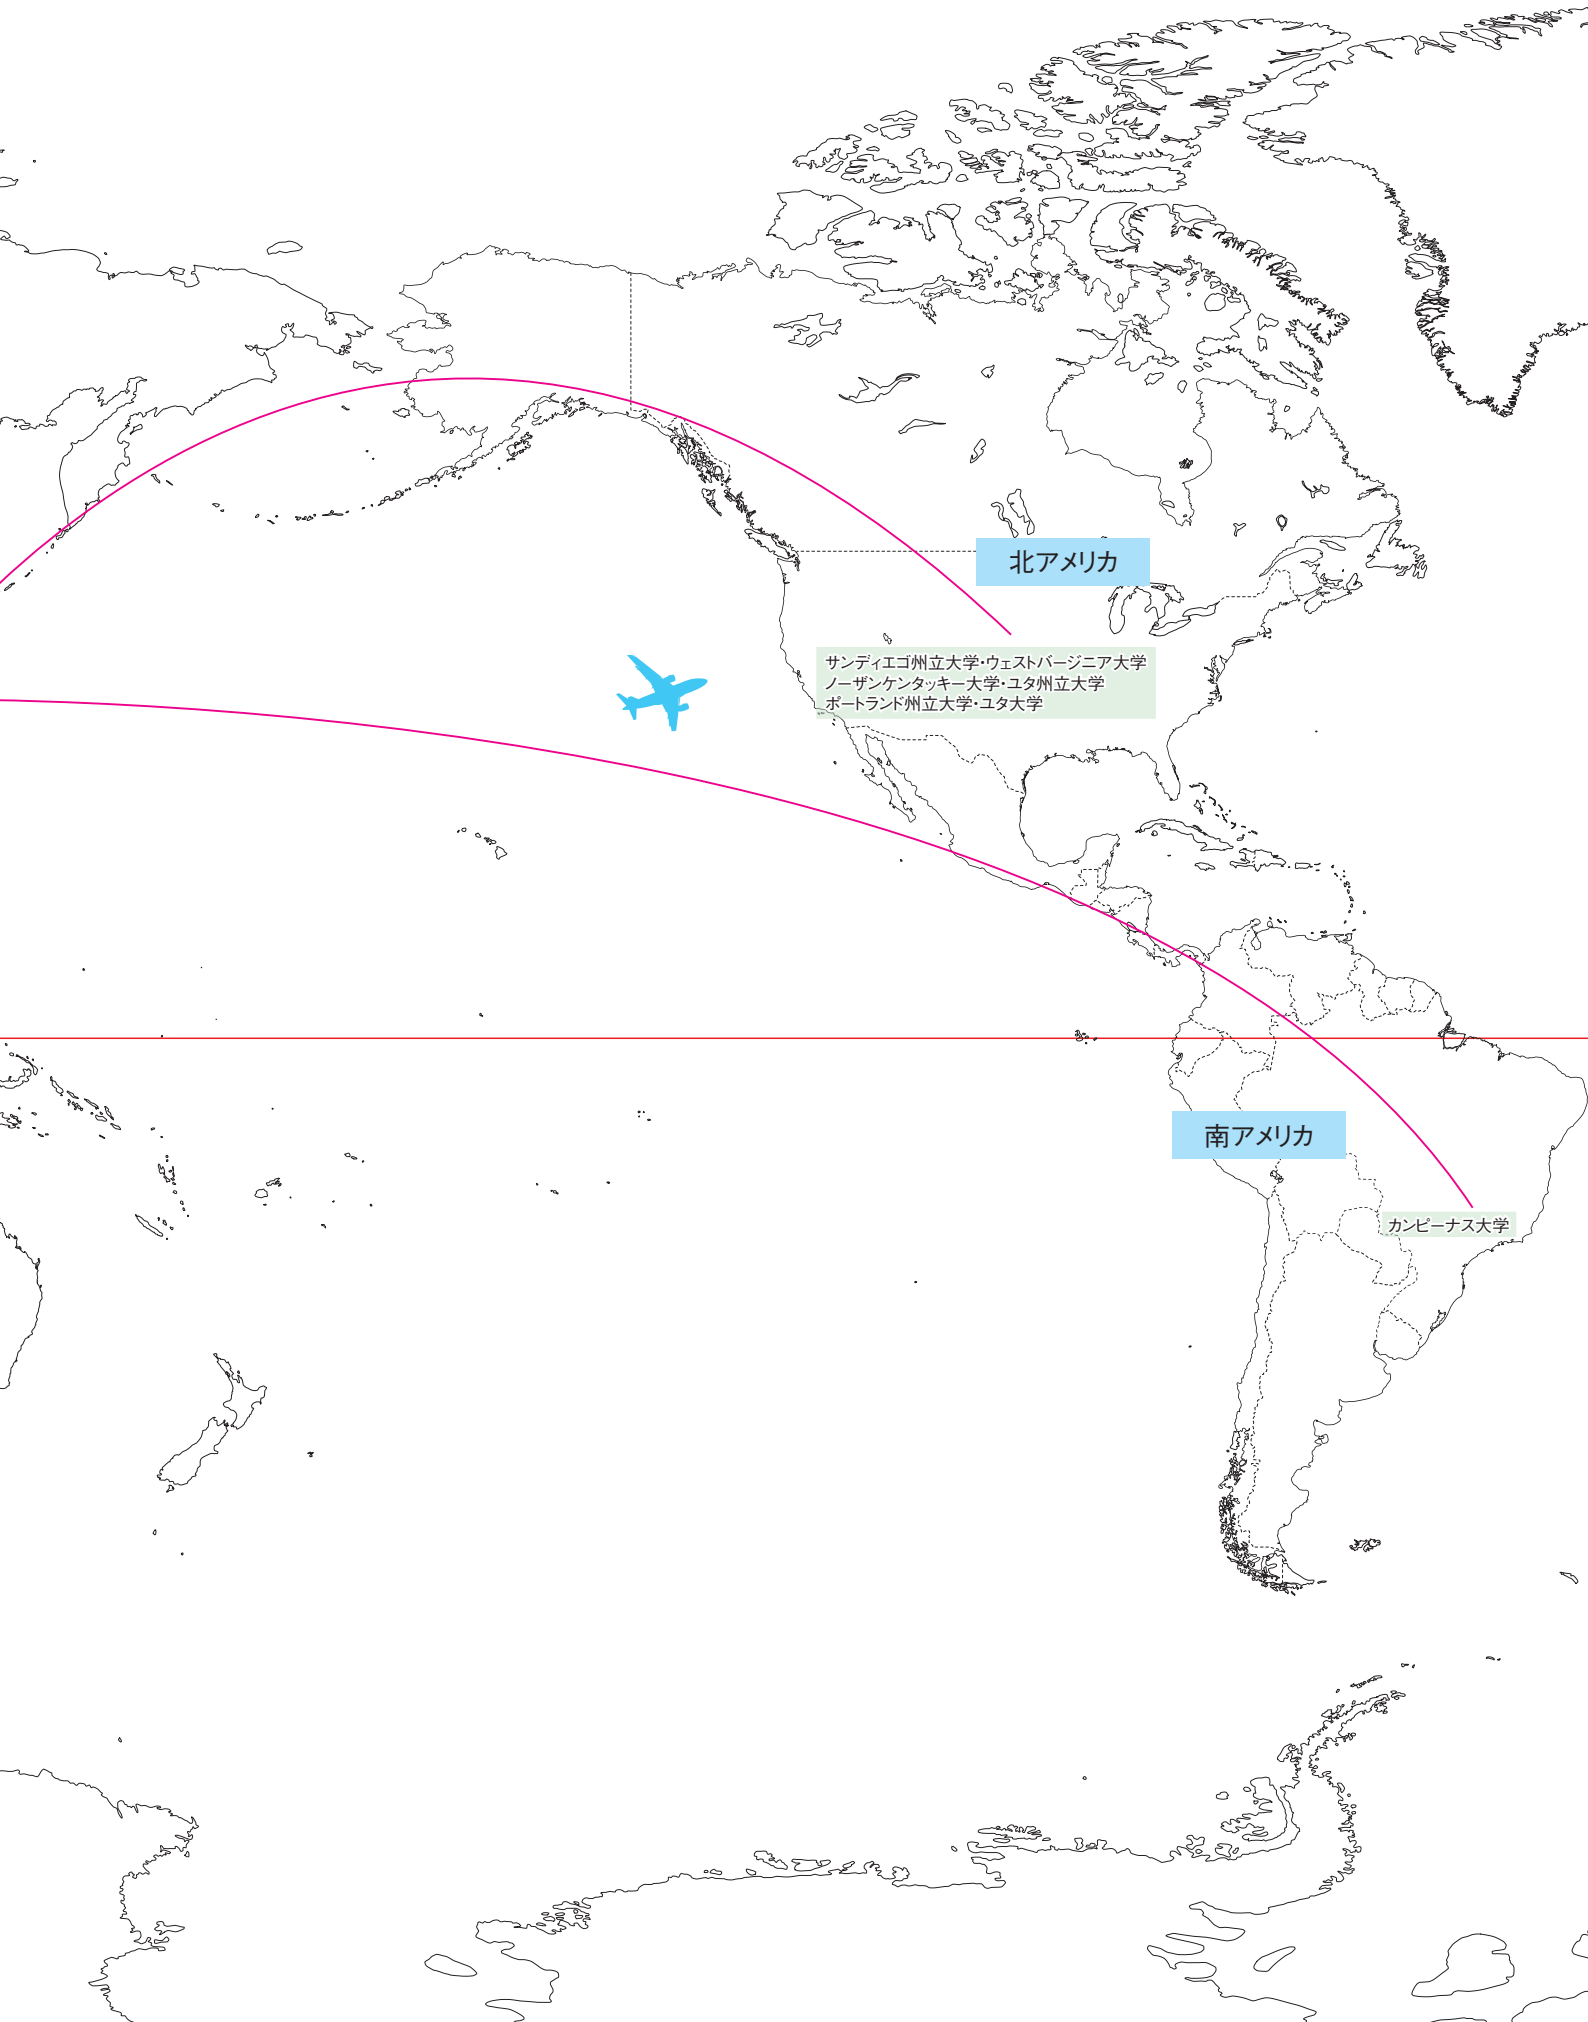 北アメリカ
サンディエゴ州立大学・ウェストバージニア大学
ノーザンケンタッキー大学・ユタ州立大学
ポートランド州立大学・ユタ大学
南アメリカ
カンピーナス大学